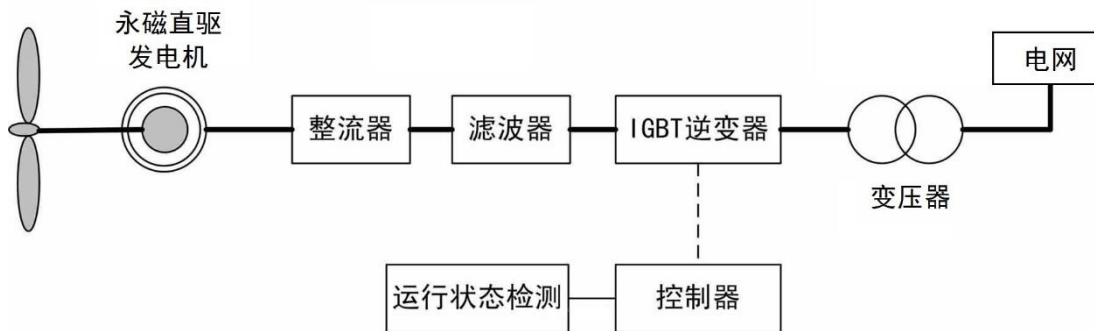 永磁直驱
发电机
电网
整流器
滤波器
IGBT逆变器
变压器
运行状态检测
控制器